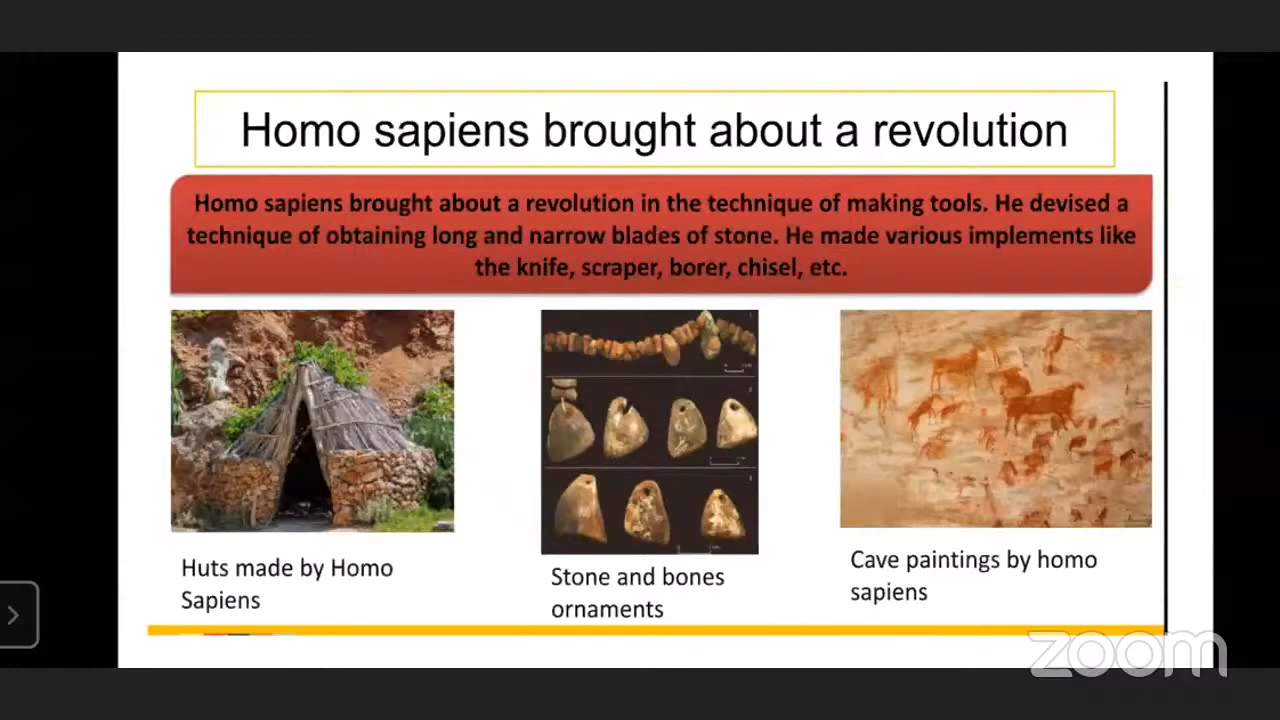 Homo sapiens brought about a revolution
Homo sapiens brought about a revolution in the technique of making tools. He devised a
technique of obtaining long and narrow blades of stone. He made various implements like
the knife, scraper, borer, chisel, etc.
Huts made by Homo
Sapiens
Stone and bones
ornaments
Cave paintings by homo
sapiens
zoom